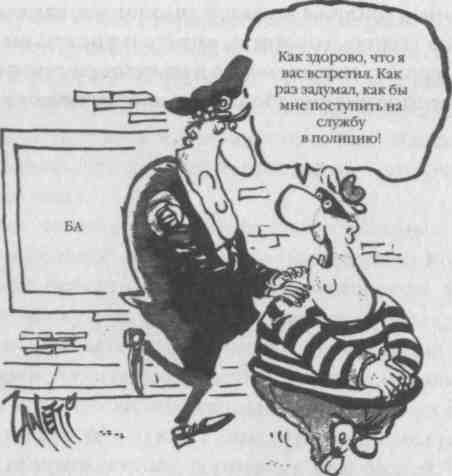 Как здорово, что я
вас встретил. Как
раз задумал, как бы
мне поступить на
службу
в полицию!
БА